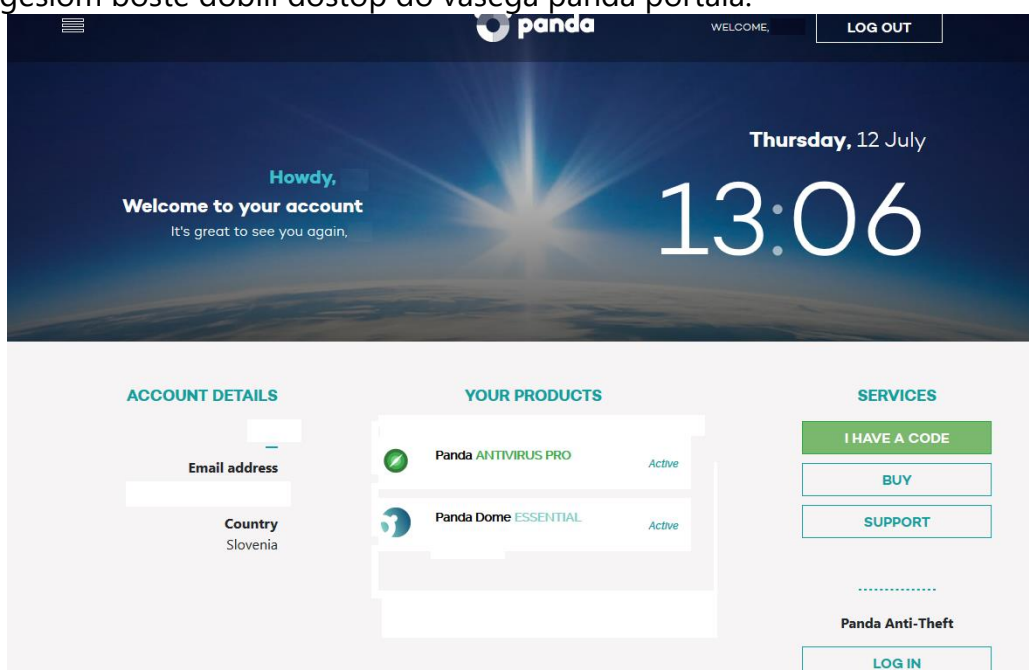 geslom boste dobili dostop do vašega panda portala.
panda
WELCOME,
LOG OUT
Thursday, 12 July
13:06
Howdy,
Welcome to your account
It's great to see you again,
ACCOUNT DETAILS
Email address
Country
Slovenia
YOUR PRODUCTS
Panda ANTIVIRUS PRO
Active
Panda Dome ESSENTIAL
Active
SERVICES
I HAVE A CODE
BUY
SUPPORT
Panda Anti-Theft
LOG IN